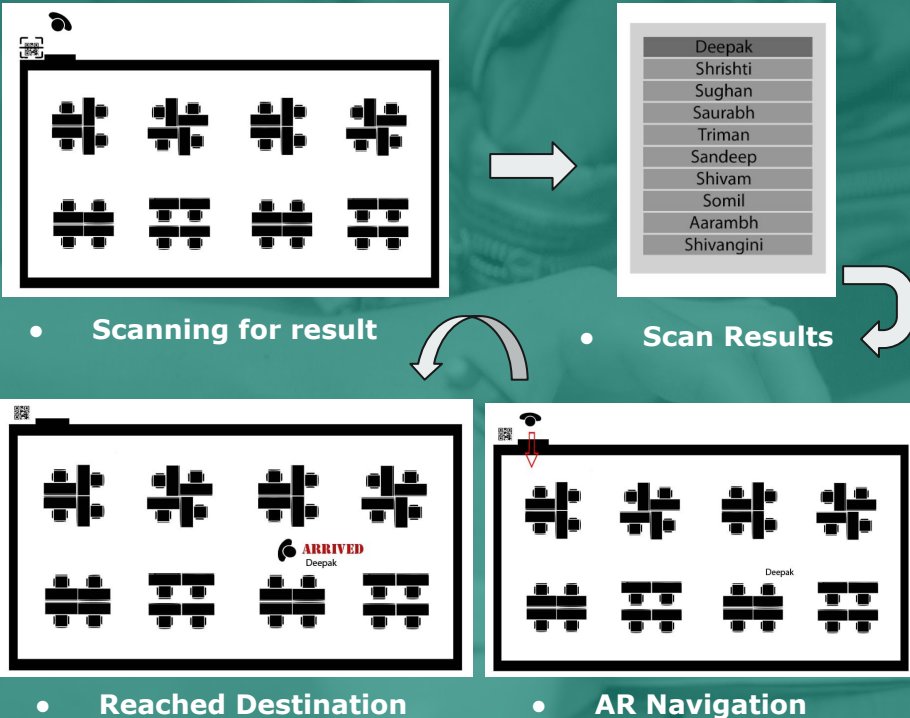 Deepak
Shrishti
Sughan
Saurabh
Triman
Sandeep
Shivam
Somil
Aarambh
Shivangini
● Scanning for result
● Scan Results
ARRIVED
Deepak
Deepak
● Reached Destination
● AR Navigation